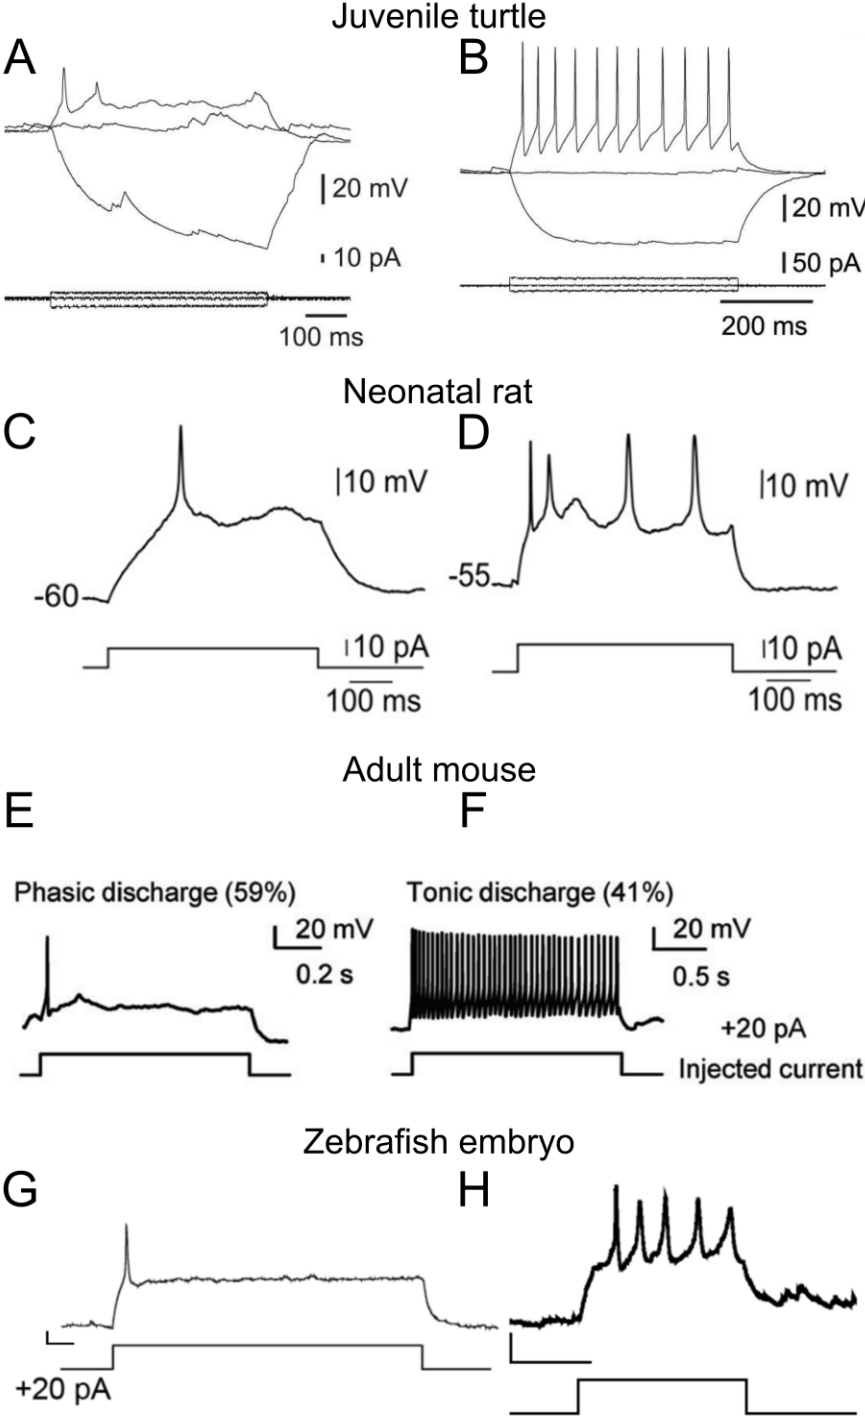 Juvenile turtle
A
B
20 mV
10 pA
100 ms
20 mV
50 pA
200 ms
Neonatal rat
C
D
10 mV
-60
10 pA
100 ms
10 mV
-55
10 pA
100 ms
Adult mouse
E
F
Phasic discharge (59%)
20 mV
0.2 s
Tonic discharge (41%)
20 mV
0.5 s
+20 pA
Injected current
Zebrafish embryo
G
H
+20 pA